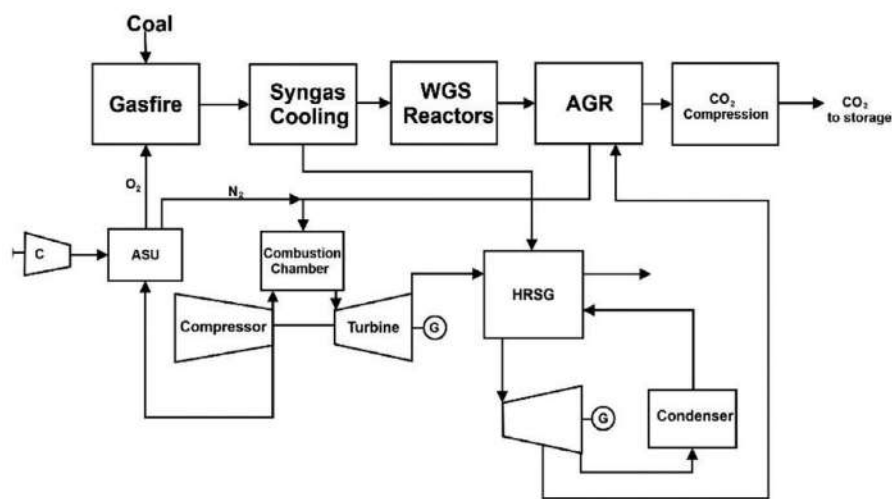 Coal
Gasfire
Syngas
Cooling
WGS
Reactors
AGR
CO₂
Compression
CO₂
to storage
O₂
N₂
C
ASU
Combustion
Chamber
Compressor
Turbine
G
HRSG
G
Condenser